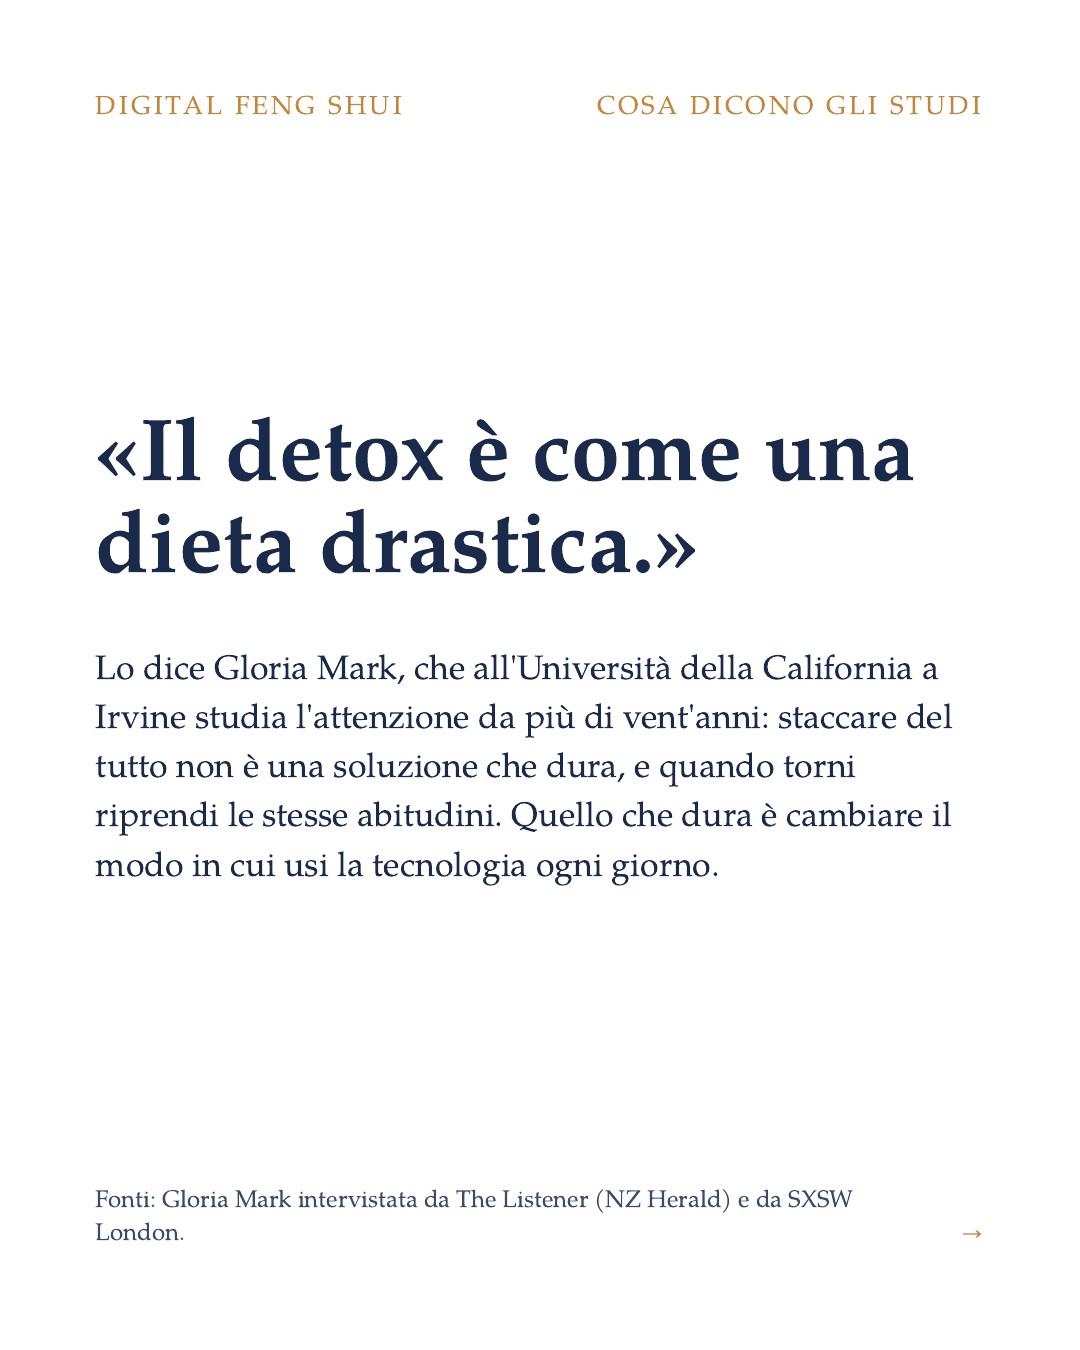 DIGITAL FENG SHUI
COSA DICONO GLI STUDI
«Il detox è come una
dieta drastica.»
Lo dice Gloria Mark, che all'Università della California a
Irvine studia l'attenzione da più di vent'anni: staccare del
tutto non è una soluzione che dura, e quando torni
riprendi le stesse abitudini. Quello che dura è cambiare il
modo in cui usi la tecnologia ogni giorno.
Fonti: Gloria Mark intervistata da The Listener (NZ Herald) e da SXSW
London.
→